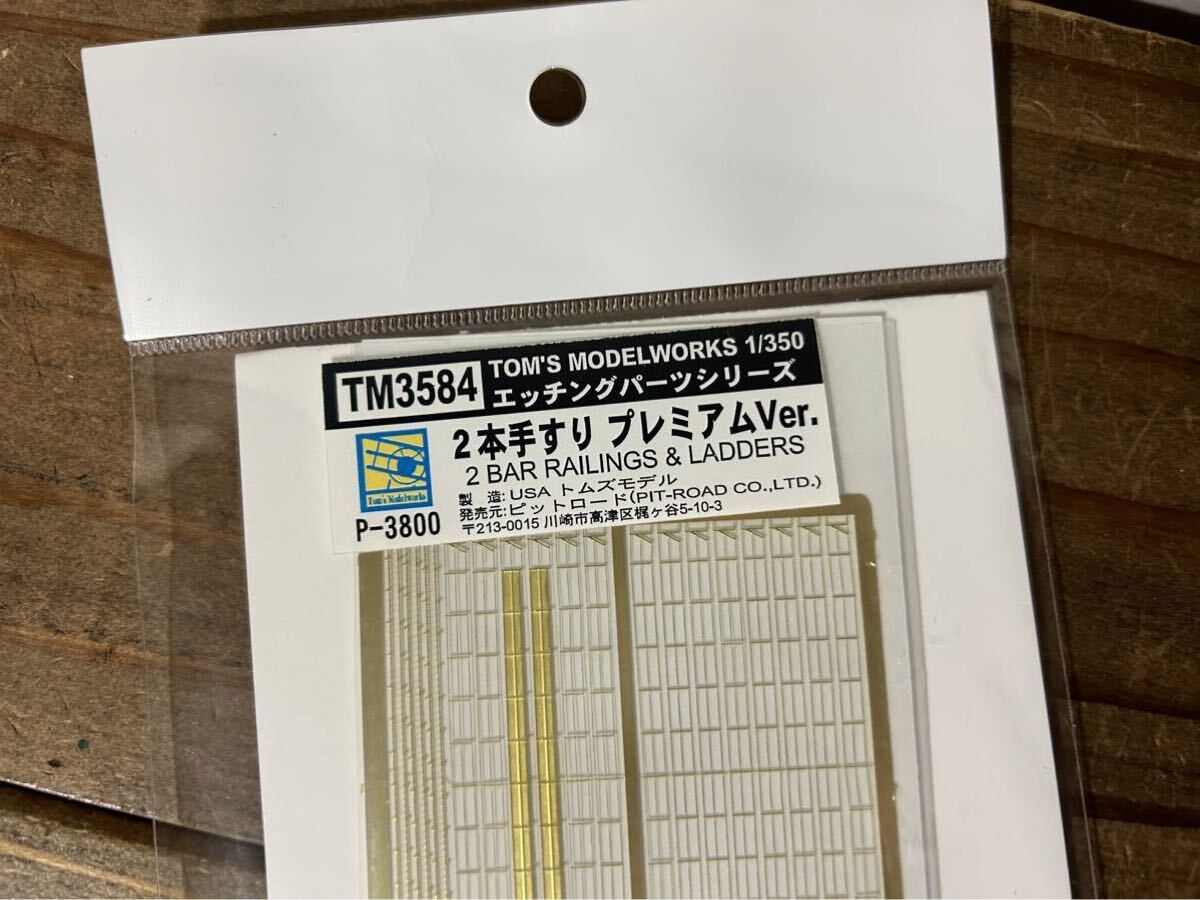 TM3584
TOM'S MODELWORKS 1/350
エッチングパーツシリーズ
2本手すり プレミアムVer.
2 BAR RAILINGS & LADDERS
Tom's Modelworks
P-3800
製　造:USA トムズモデル
発売元:ピットロード(PIT-ROAD CO.,LTD.)
〒213-0015 川崎市高津区梶ヶ谷5-10-3